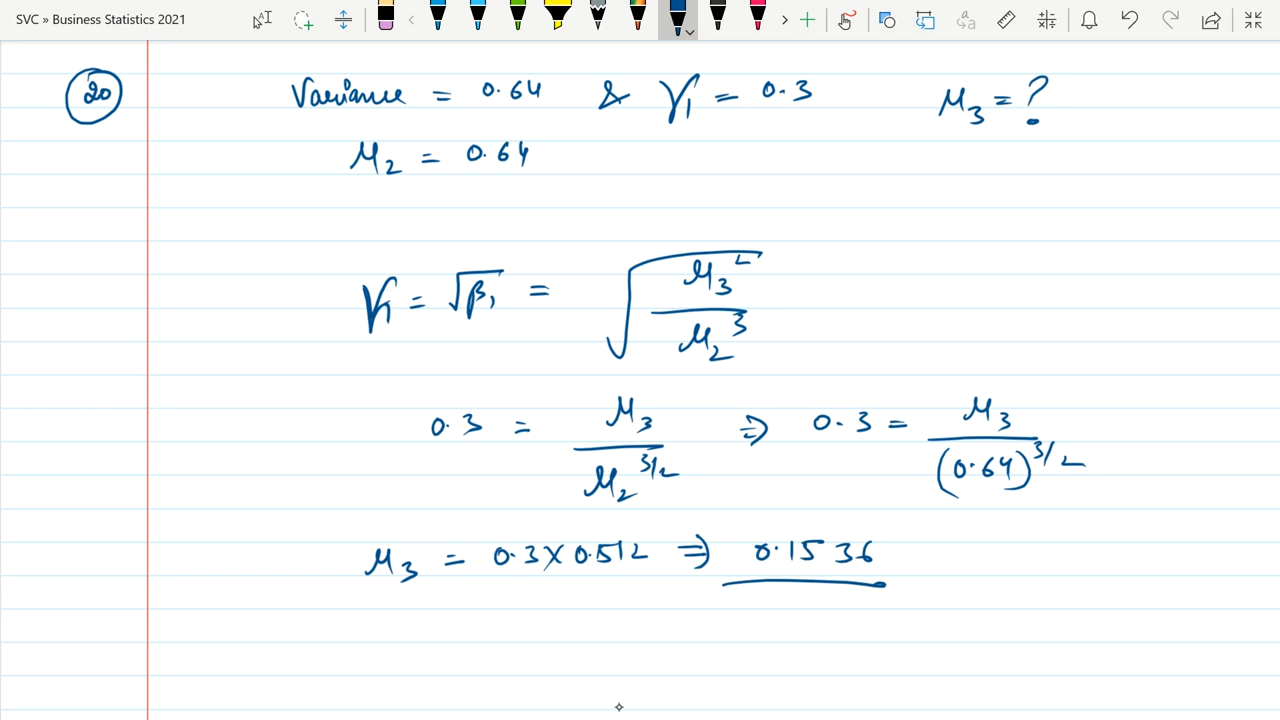 SVC » Business Statistics 2021
20 Variance = 0.64 & γ₁ = 0.3 μ₃ = ?
μ₂ = 0.64
γ₁ = √β₁ = √(μ₃² / μ₂³)
0.3 = μ₃ / μ₂^(3/2) ⇒ 0.3 = μ₃ / (0.64)^(3/2)
μ₃ = 0.3 × 0.512 ⇒ 0.1536